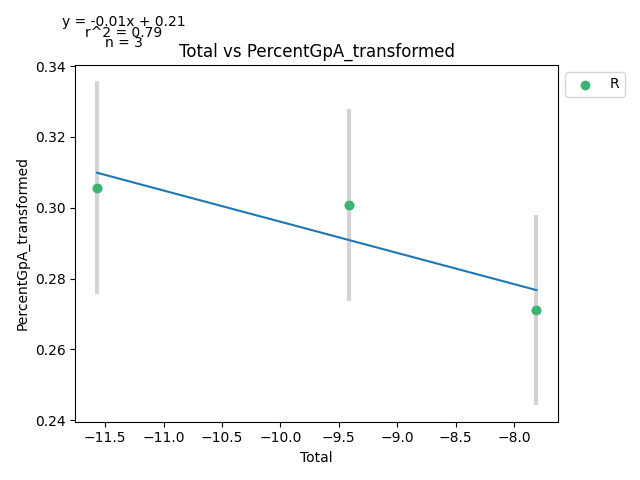 y = -0.01x + 0.21
r^2 = 0.79
n = 3
Total vs PercentGpA_transformed
R
PercentGpA_transformed
0.34
0.32
0.30
0.28
0.26
0.24
−11.5 −11.0 −10.5 −10.0 −9.5 −9.0 −8.5 −8.0
Total